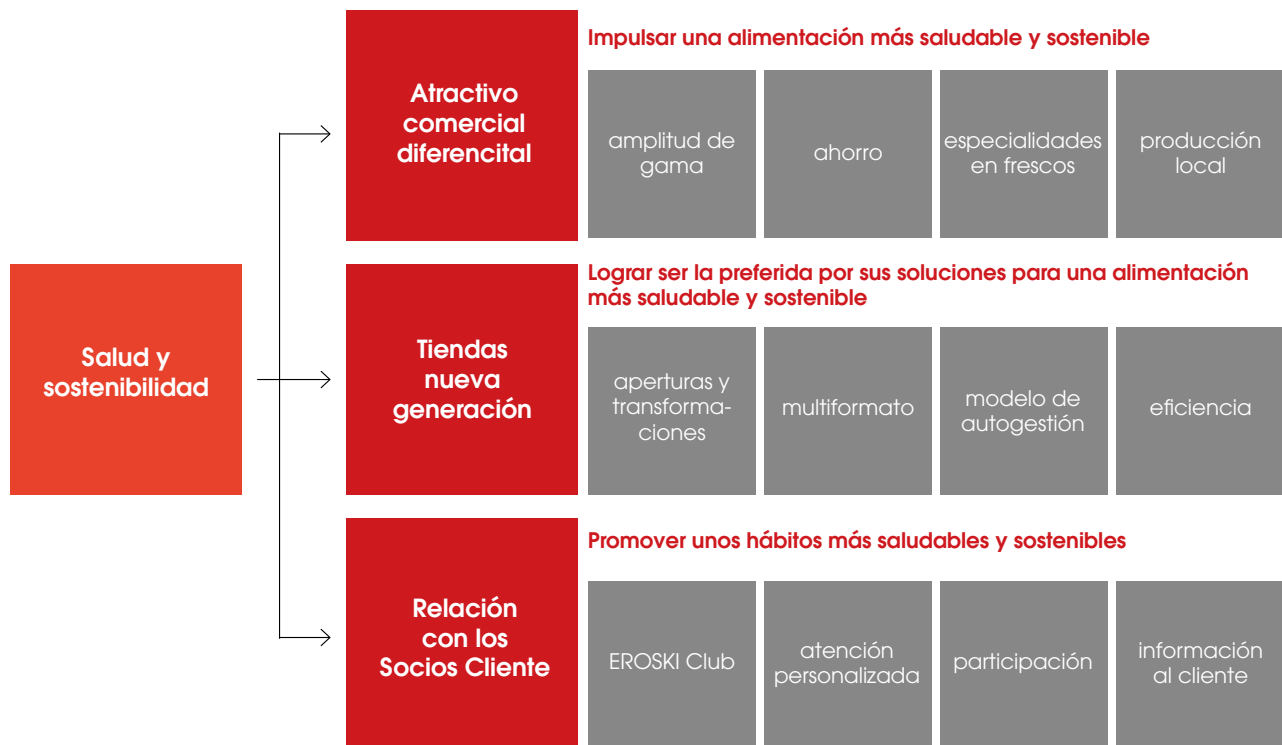 Salud y
sostenibilidad
Atractivo
comercial
diferencital
Impulsar una alimentación más saludable y sostenible
amplitud de
gama
ahorro
especialidades
en frescos
producción
local
Tiendas
nueva
generación
Lograr ser la preferida por sus soluciones para una alimentación
más saludable y sostenible
aperturas y
transforma-
ciones
multiformato
modelo de
autogestión
eficiencia
Relación
con los
Socios Cliente
Promover unos hábitos más saludables y sostenibles
EROSKI Club
atención
personalizada
participación
información
al cliente